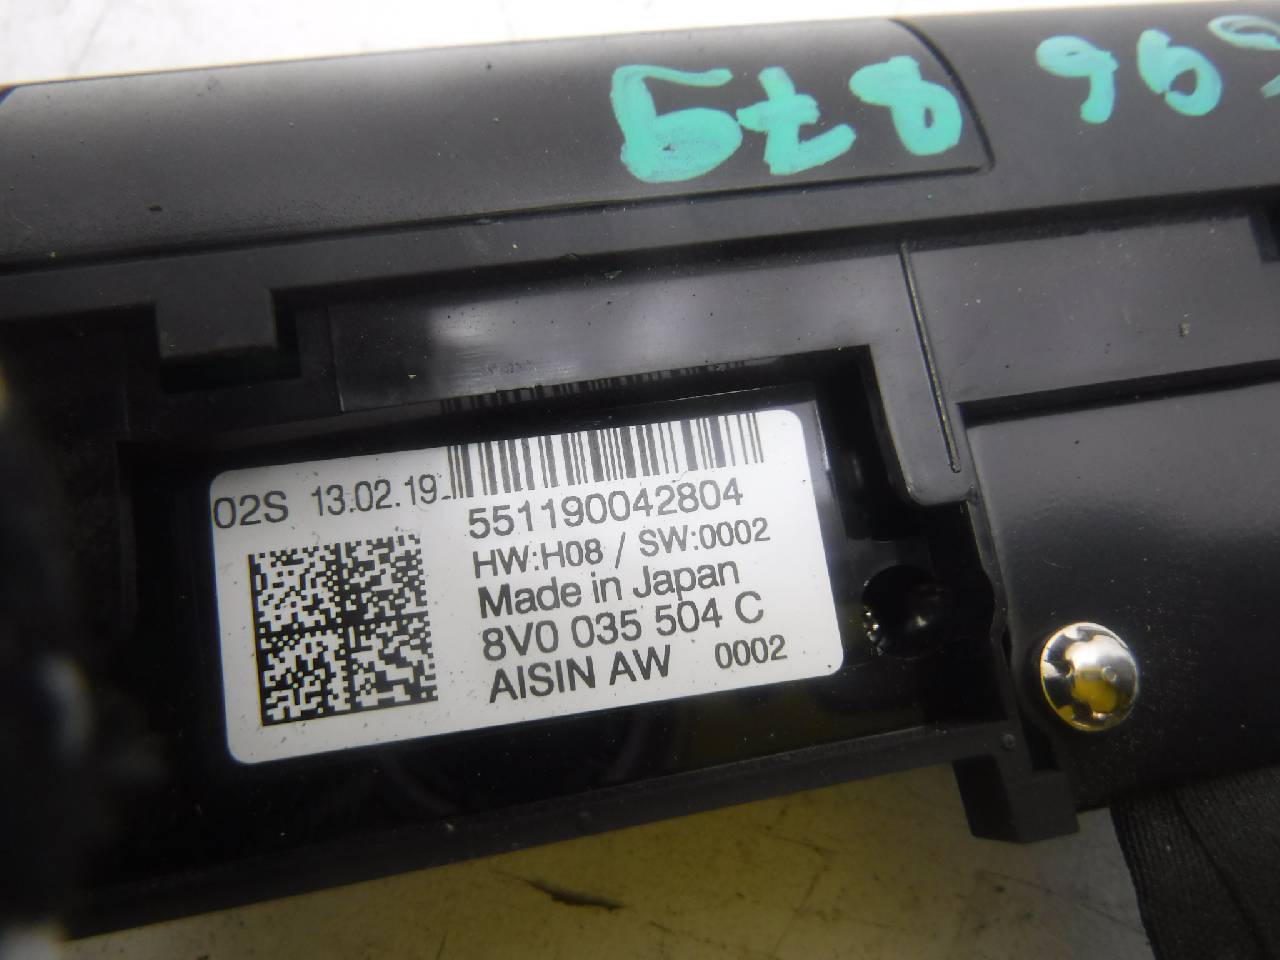 879
02S 13.02.19
551190042804
HW:H08 / SW:0002
Made in Japan
8V0 035 504 C
AISIN AW 0002